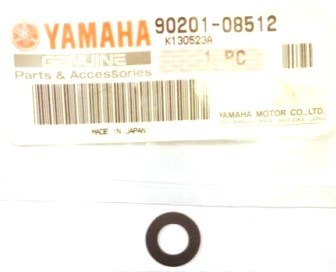 YAMAHA 90201-08512
K130523A
GENUINE
Parts & Accessories
1 PC
MADE IN JAPAN
YAMAHA MOTOR CO.,LTD.